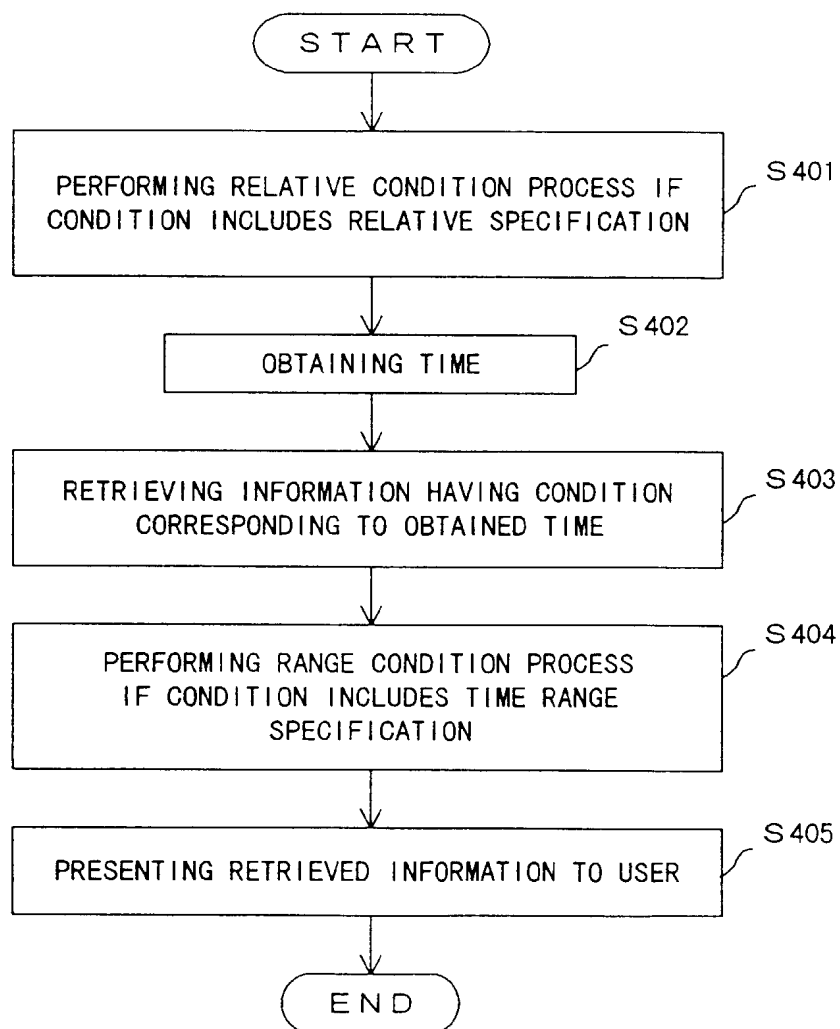 START
PERFORMING RELATIVE CONDITION PROCESS IF
CONDITION INCLUDES RELATIVE SPECIFICATION
S401
OBTAINING TIME
S402
RETRIEVING INFORMATION HAVING CONDITION
CORRESPONDING TO OBTAINED TIME
S403
PERFORMING RANGE CONDITION PROCESS
IF CONDITION INCLUDES TIME RANGE
SPECIFICATION
S404
PRESENTING RETRIEVED INFORMATION TO USER
S405
END